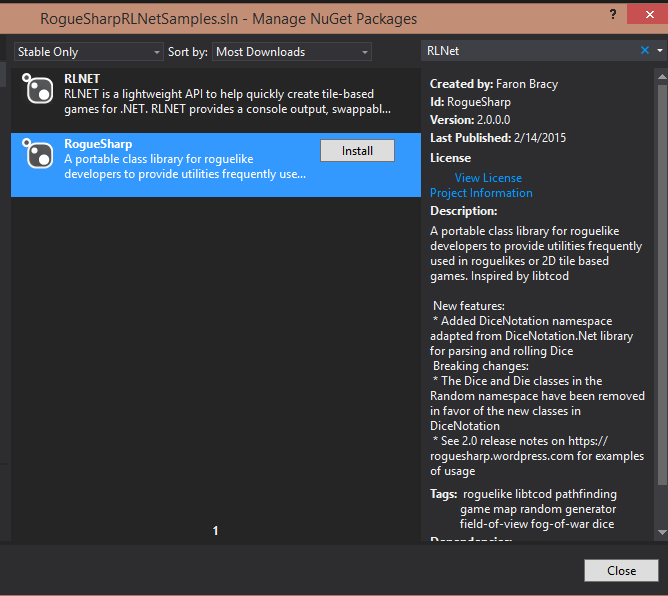 RogueSharpRLNetSamples.sln - Manage NuGet Packages
?
Stable Only
Sort by: Most Downloads
RLNet
RLNET
RLNET is a lightweight API to help quickly create tile-based
games for .NET. RLNET provides a console output, swappabl...
RogueSharp
Install
A portable class library for roguelike
developers to provide utilities frequently use...
1
Created by: Faron Bracy
Id: RogueSharp
Version: 2.0.0.0
Last Published: 2/14/2015
License
View License
Project Information
Description:
A portable class library for roguelike
developers to provide utilities frequently
used in roguelikes or 2D tile based
games. Inspired by libtcod
New features:
* Added DiceNotation namespace
adapted from DiceNotation.Net library
for parsing and rolling Dice
Breaking changes:
* The Dice and Die classes in the
Random namespace have been removed
in favor of the new classes in
DiceNotation
* See 2.0 release notes on https://
roguesharp.wordpress.com for examples
of usage
Tags: roguelike libtcod pathfinding
game map random generator
field-of-view fog-of-war dice
Dependencies:
Close